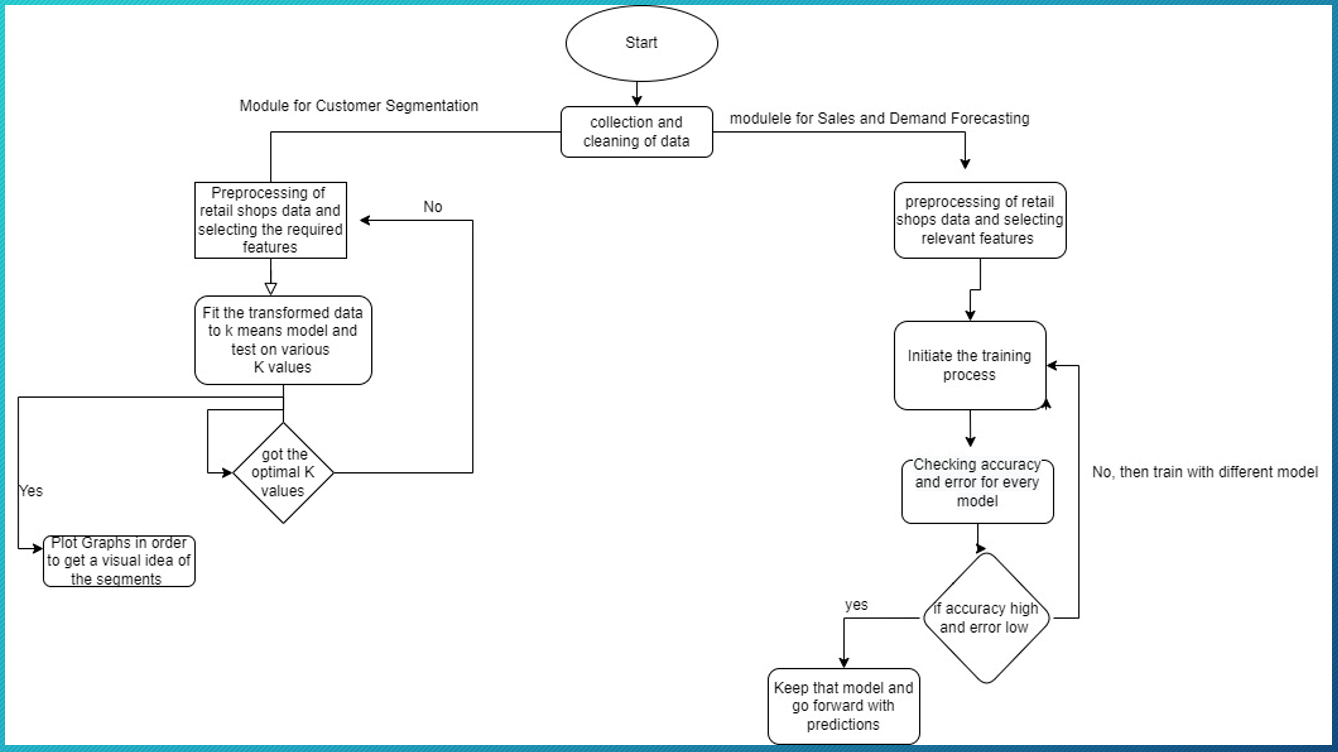 Start
Module for Customer Segmentation
collection and
cleaning of data
modulele for Sales and Demand Forecasting
Preprocessing of
retail shops data and
selecting the required
features
No
preprocessing of retail
shops data and selecting
relevant features
Fit the transformed data
to k means model and
test on various
K values
Initiate the training
process
got the
optimal K
values
Yes
Checking accuracy
and error for every
model
No, then train with different model
Plot Graphs in order
to get a visual idea of
the segments
yes
if accuracy high
and error low
Keep that model and
go forward with
predictions